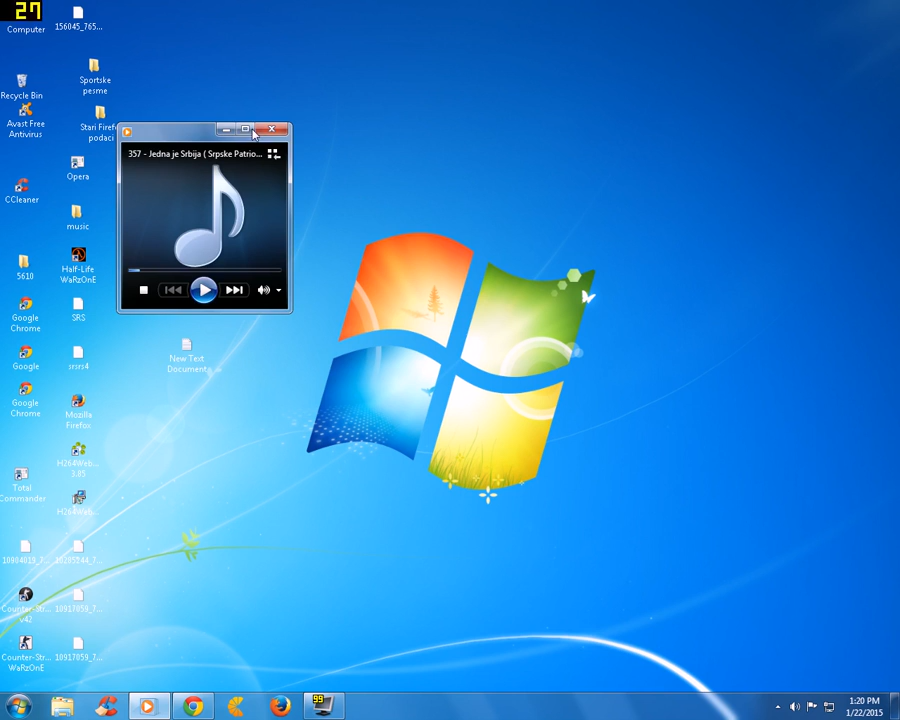 27
Computer
156045_765...
Sportske
pesme
Recycle Bin
Avast Free
Antivirus
Stari Firef
podaci
357 - Jedna je Srbija ( Srpske Patrio...
Opera
CCleaner
music
5610
Half-Life
WaRzOnE
Google
Chrome
SRS
Google
srsrs4
New Text
Document
Google
Chrome
Mozilla
Firefox
H264Web...
3.85
Total
Commander
H264Web...
10904019_7...
Counter-Str...
v42
10917059_7...
Counter-Str...
WaRzOnE
10917059_7...
99
1:20 PM
1/22/2015